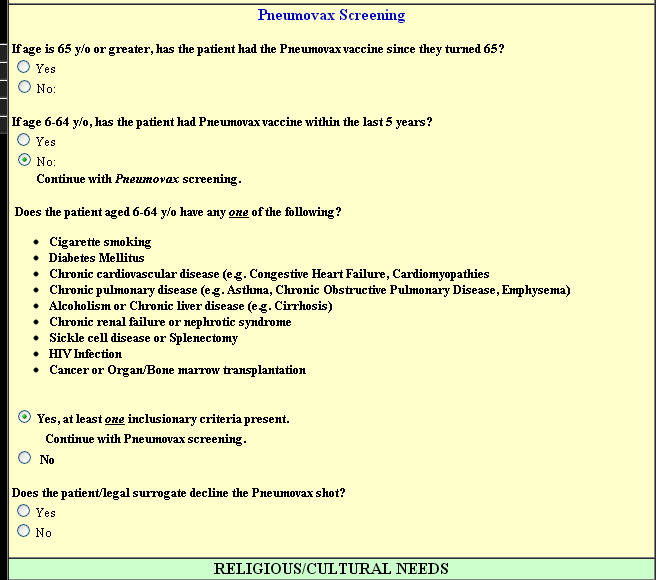 Pneumovax Screening
If age is 65 y/o or greater, has the patient had the Pneumovax vaccine since they turned 65?
Yes
No:
If age 6-64 y/o, has the patient had Pneumovax vaccine within the last 5 years?
Yes
No:
Continue with Pneumovax screening.
Does the patient aged 6-64 y/o have any one of the following?
• Cigarette smoking
• Diabetes Mellitus
• Chronic cardiovascular disease (e.g. Congestive Heart Failure, Cardiomyopathies
• Chronic pulmonary disease (e.g. Asthma, Chronic Obstructive Pulmonary Disease, Emphysema)
• Alcoholism or Chronic liver disease (e.g. Cirrhosis)
• Chronic renal failure or nephrotic syndrome
• Sickle cell disease or Splenectomy
• HIV Infection
• Cancer or Organ/Bone marrow transplantation
Yes, at least one inclusionary criteria present.
Continue with Pneumovax screening.
No
Does the patient/legal surrogate decline the Pneumovax shot?
Yes
No
RELIGIOUS/CULTURAL NEEDS